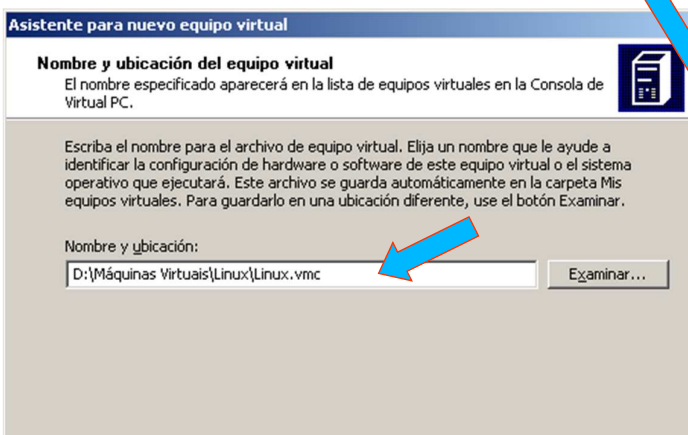 Asistente para nuevo equipo virtual
Nombre y ubicación del equipo virtual
El nombre especificado aparecerá en la lista de equipos virtuales en la Consola de
Virtual PC.
Escriba el nombre para el archivo de equipo virtual. Elija un nombre que le ayude a
identificar la configuración de hardware o software de este equipo virtual o el sistema
operativo que ejecutará. Este archivo se guarda automáticamente en la carpeta Mis
equipos virtuales. Para guardarlo en una ubicación diferente, use el botón Examinar.
Nombre y ubicación:
D:\Máquinas Virtuais\Linux\Linux.vmc
Examinar...